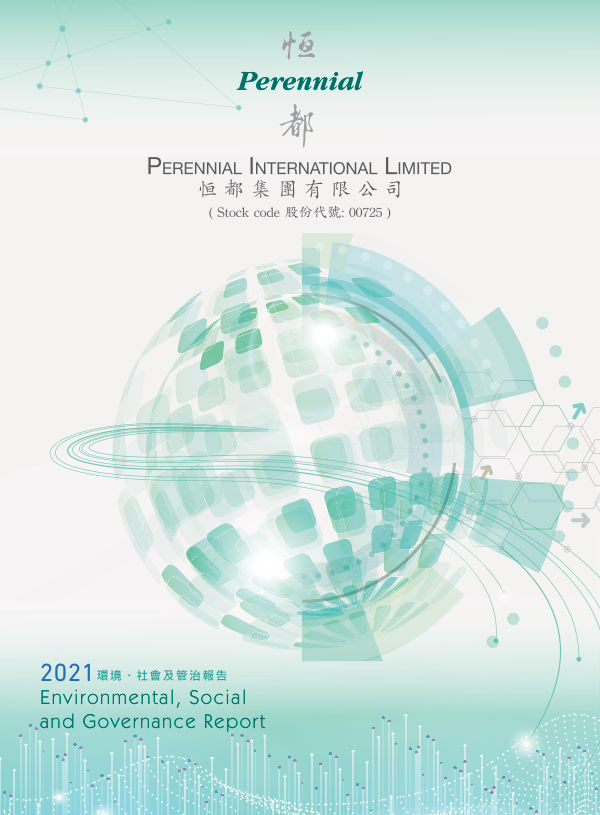 恒
Perennial
都
PERENNIAL INTERNATIONAL LIMITED
恒都集團有限公司
( Stock code 股份代號: 00725 )
2021 環境、社會及管治報告
Environmental, Social
and Governance Report